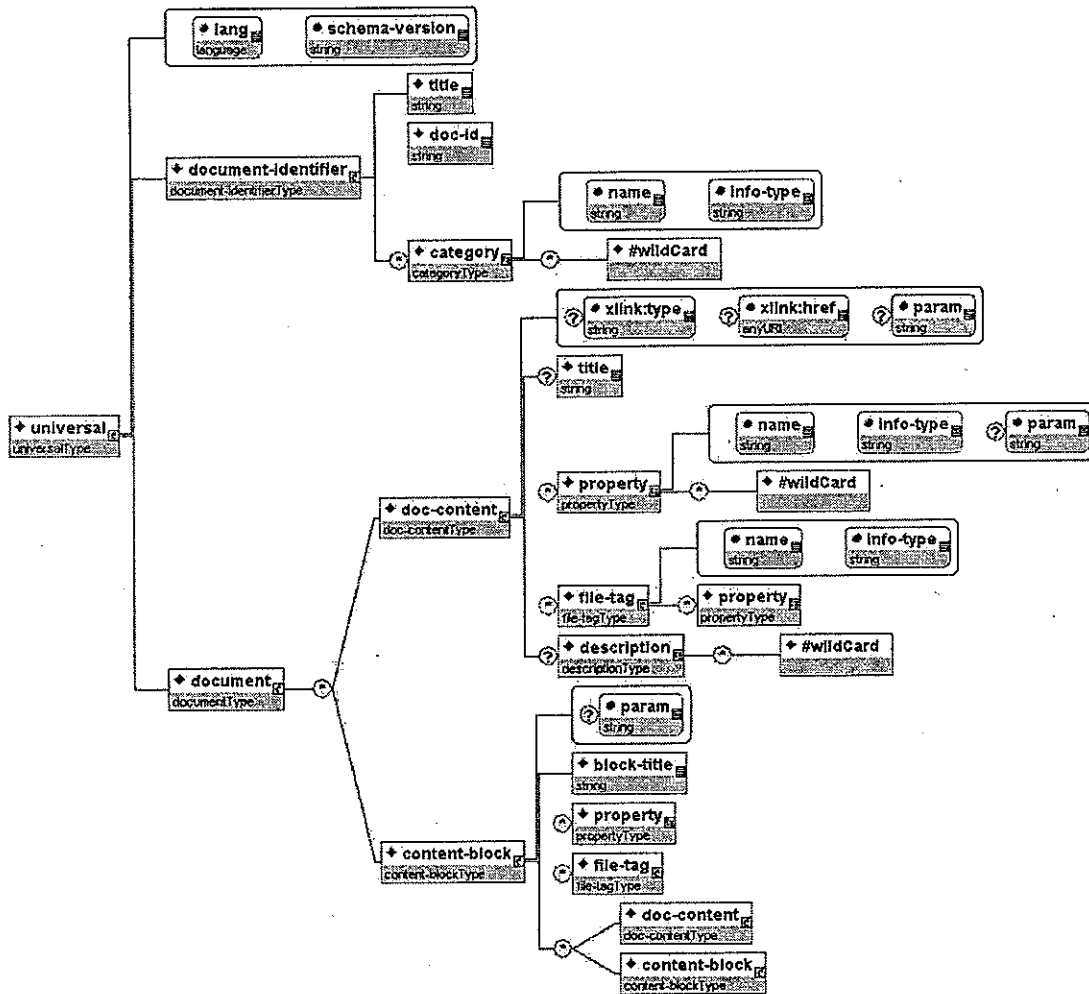 lang
language
schema-version
string
title
string
doc-id
string
document-identifier
document-identifierType
name
string
info-type
string
category
categoryType
#wildCard
xlink:type
string
xlink:href
anyURI
param
string
title
string
name
string
info-type
string
param
string
universal
universalType
property
propertyType
#wildCard
doc-content
doc-contentType
name
string
info-type
string
file-tag
file-tagType
property
propertyType
description
descriptionType
#wildCard
document
documentType
param
string
block-title
string
property
propertyType
content-block
content-blockType
file-tag
file-tagType
doc-content
doc-contentType
content-block
content-blockType